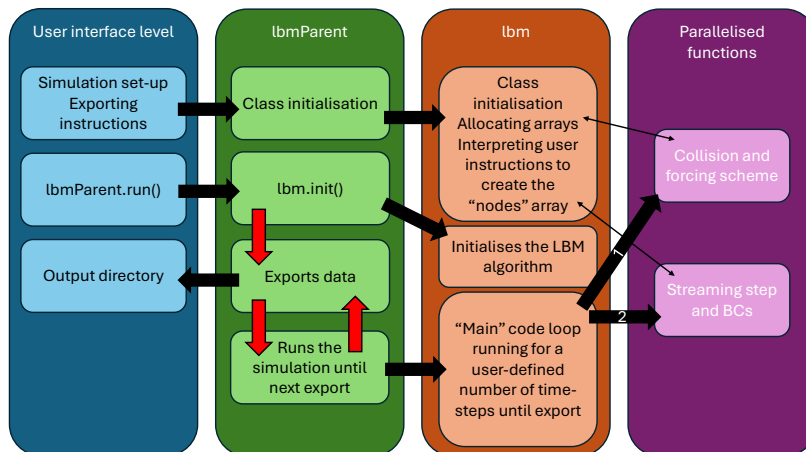 User interface level
Simulation set-up
Exporting
instructions
lbmParent.run()
Output directory
lbmParent
Class initialisation
lbm.init()
Exports data
Runs the
simulation until
next export
lbm
Class
initialisation
Allocating arrays
Interpreting user
instructions to
create the
“nodes” array
Initialises the LBM
algorithm
“Main” code loop
running for a
user-defined
number of time-
steps until export
Parallelised
functions
Collision and
forcing scheme
1
Streaming step
and BCs
2